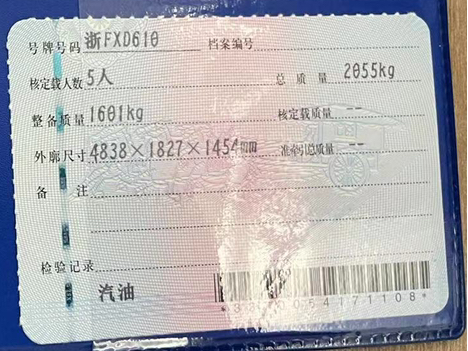 号牌号码 浙FXD610 档案编号
核定载人数 5人 总质量 2055kg
整备质量 1601kg 核定载质量 --
外廓尺寸 4838×1827×1454mm 准牵引总质量 --
备注
检验记录
汽油